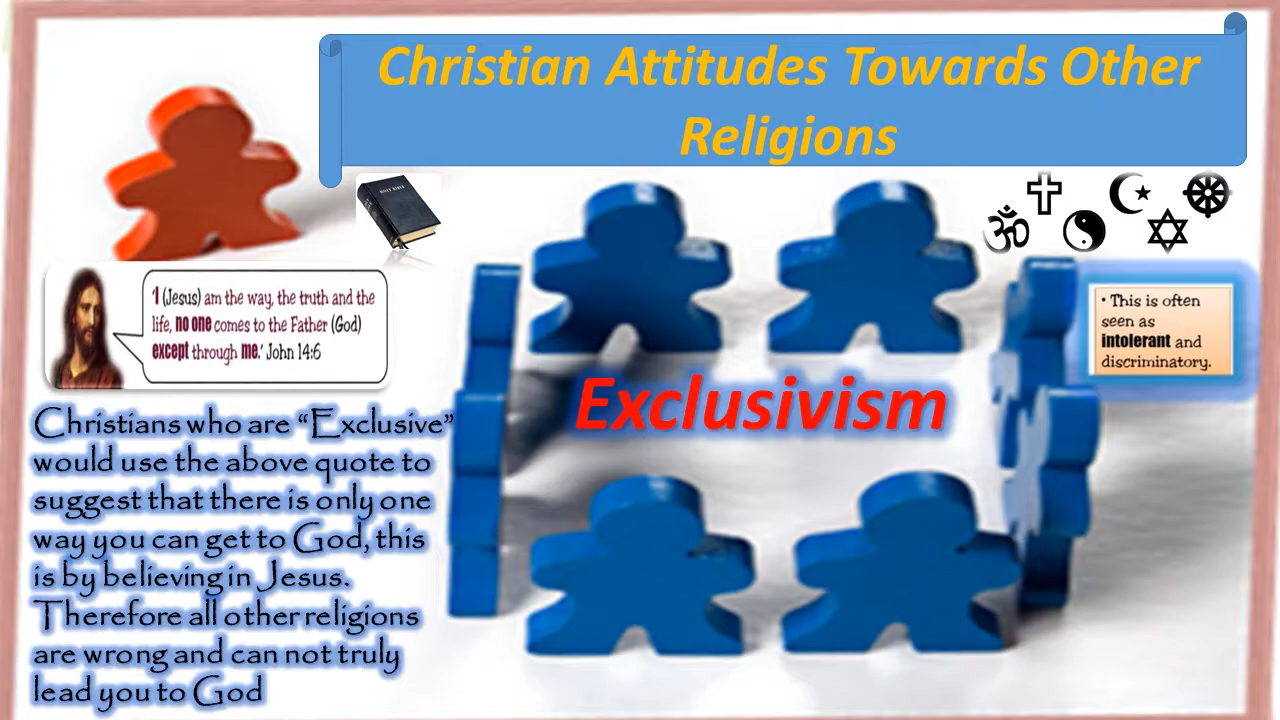 Christian Attitudes Towards Other
Religions
HOLY BIBLE
'I (Jesus) am the way, the truth and the
life, no one comes to the Father (God)
except through me.' John 14:6
• This is often
seen as
intolerant and
discriminatory.
Exclusivism
Christians who are “Exclusive”
would use the above quote to
suggest that there is only one
way you can get to God, this
is by believing in Jesus.
Therefore all other religions
are wrong and can not truly
lead you to God